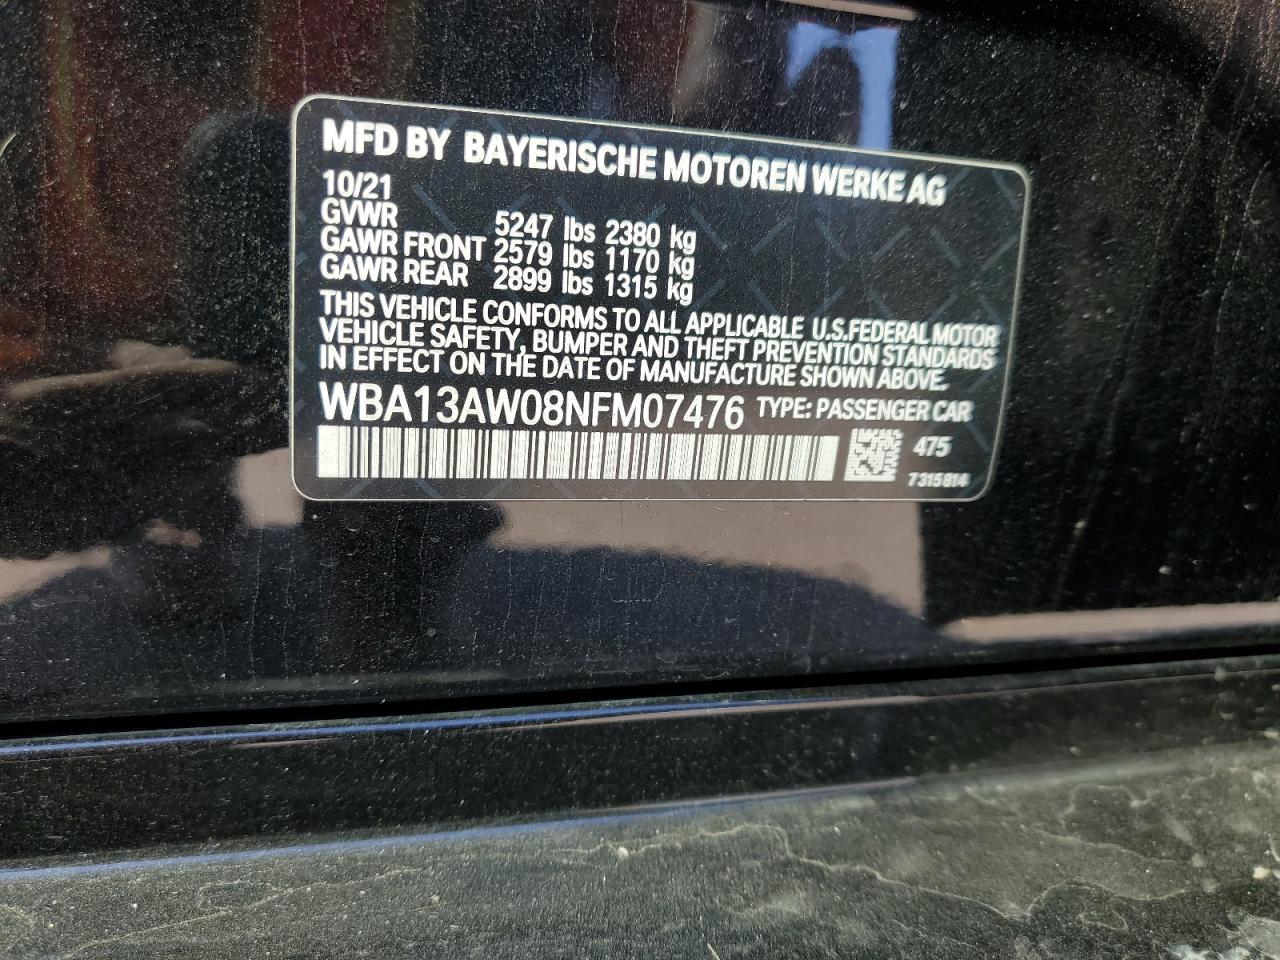 MFD BY BAYERISCHE MOTOREN WERKE AG
10/21
GVWR 5247 lbs 2380 kg
GAWR FRONT 2579 lbs 1170 kg
GAWR REAR 2899 lbs 1315 kg
THIS VEHICLE CONFORMS TO ALL APPLICABLE U.S.FEDERAL MOTOR
VEHICLE SAFETY, BUMPER AND THEFT PREVENTION STANDARDS
IN EFFECT ON THE DATE OF MANUFACTURE SHOWN ABOVE.
WBA13AW08NFM07476 TYPE: PASSENGER CAR
475
7315814